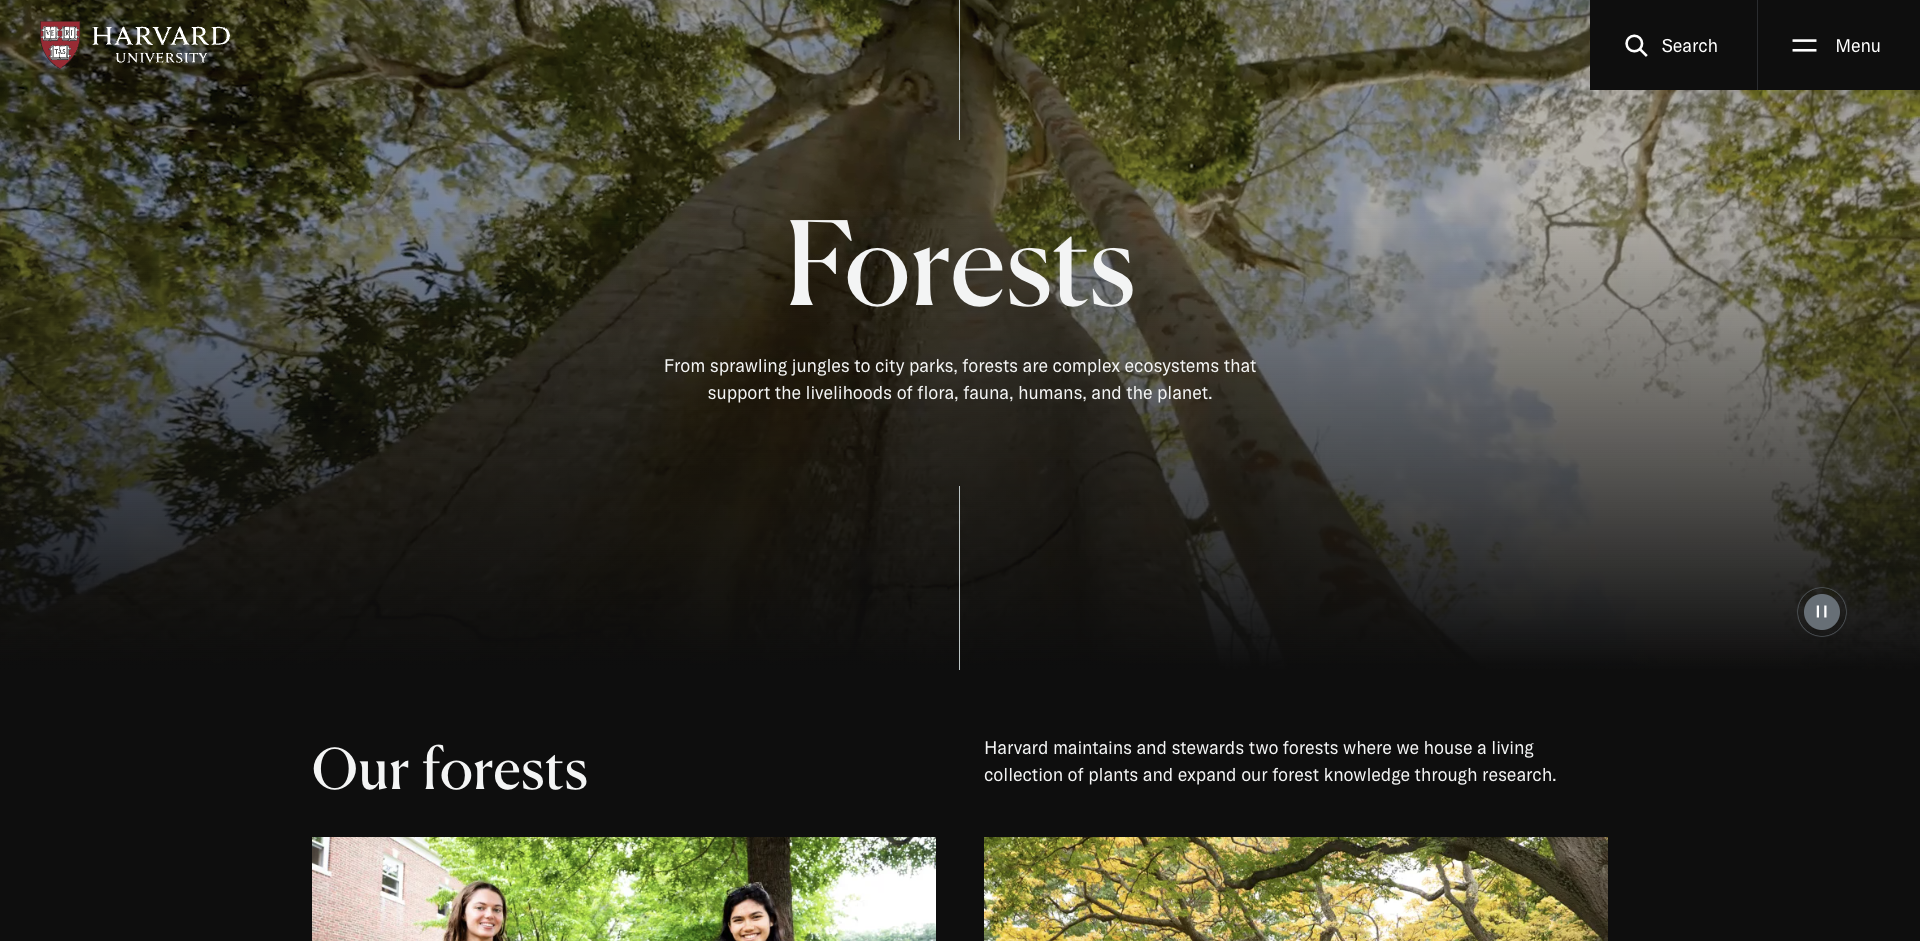 VE RI TAS
HARVARD
UNIVERSITY
Search
Menu
Forests
From sprawling jungles to city parks, forests are complex ecosystems that
support the livelihoods of flora, fauna, humans, and the planet.
Our forests
Harvard maintains and stewards two forests where we house a living
collection of plants and expand our forest knowledge through research.